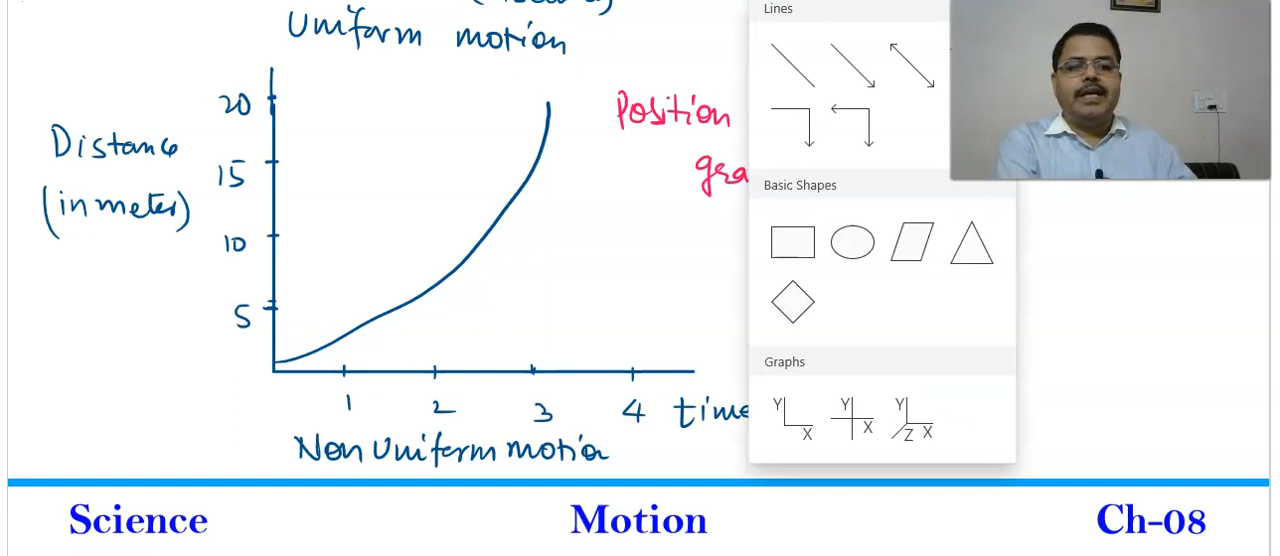 Uniform motion
20
15
10
5
Distance
(in meter)
1 2 3 4 time
Non Uniform motion
Position
gra
Lines
Basic Shapes
Graphs
Y X
Y X
Y Z X
Science Motion Ch-08